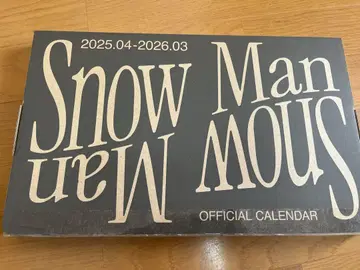 2025.04-2026.03
Snow Man
Man Snow
OFFICIAL CALENDAR